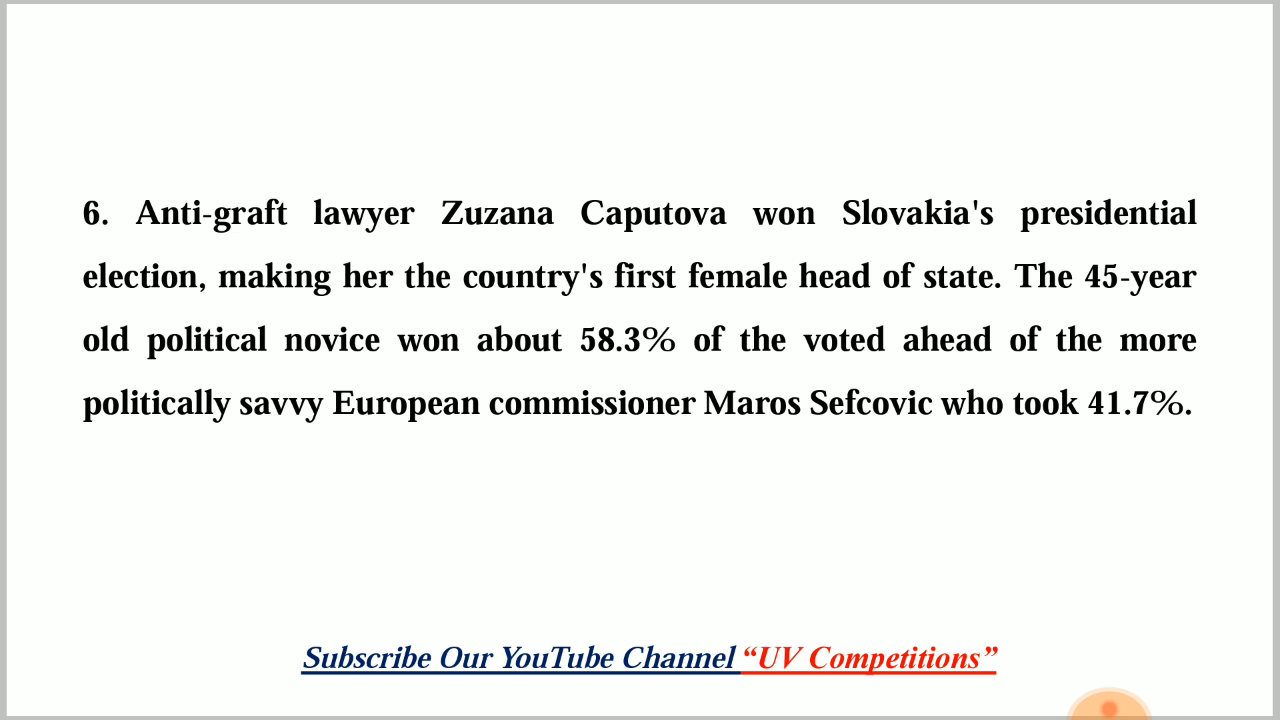 6. Anti-graft lawyer Zuzana Caputova won Slovakia's presidential
election, making her the country's first female head of state. The 45-year
old political novice won about 58.3% of the voted ahead of the more
politically savvy European commissioner Maros Sefcovic who took 41.7%.
Subscribe Our YouTube Channel “UV Competitions”